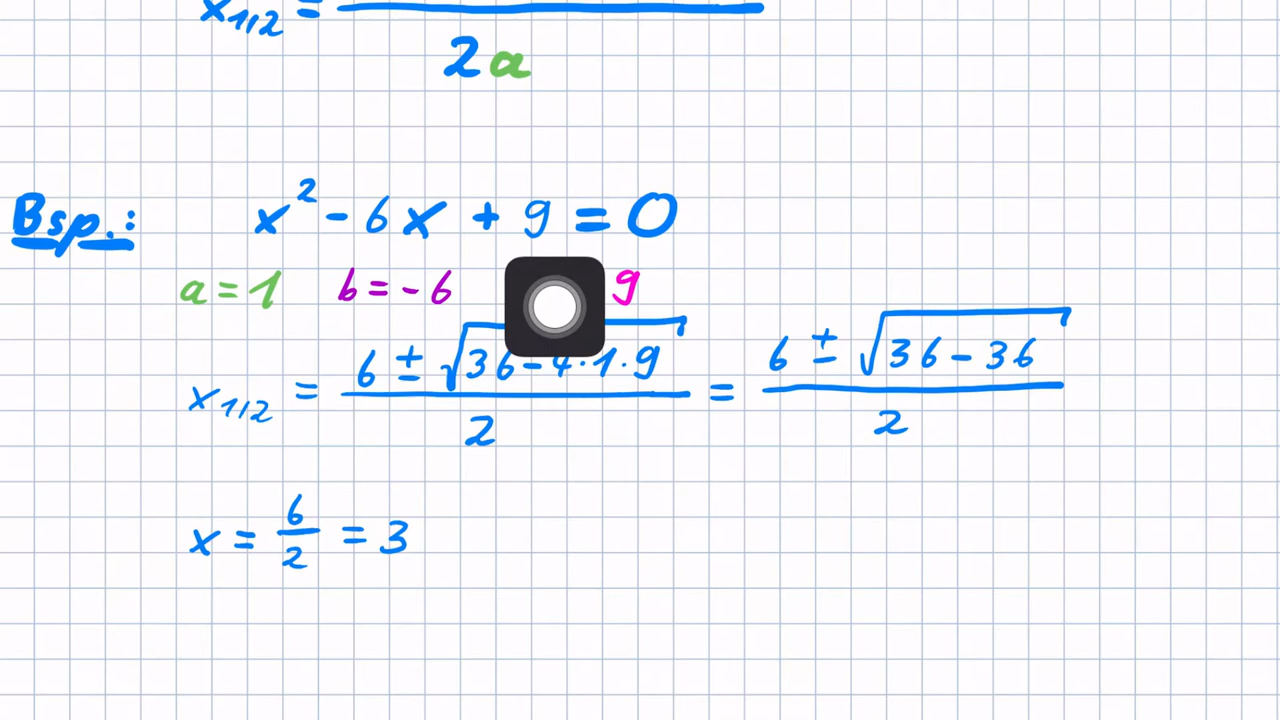 x₁/₂ =
2a
Bsp.: x² - 6x + 9 = 0
a = 1 b = -6 9
x₁/₂ = (6 ± √(36 - 4·1·9))/2 = (6 ± √(36 - 36))/2
x = 6/2 = 3